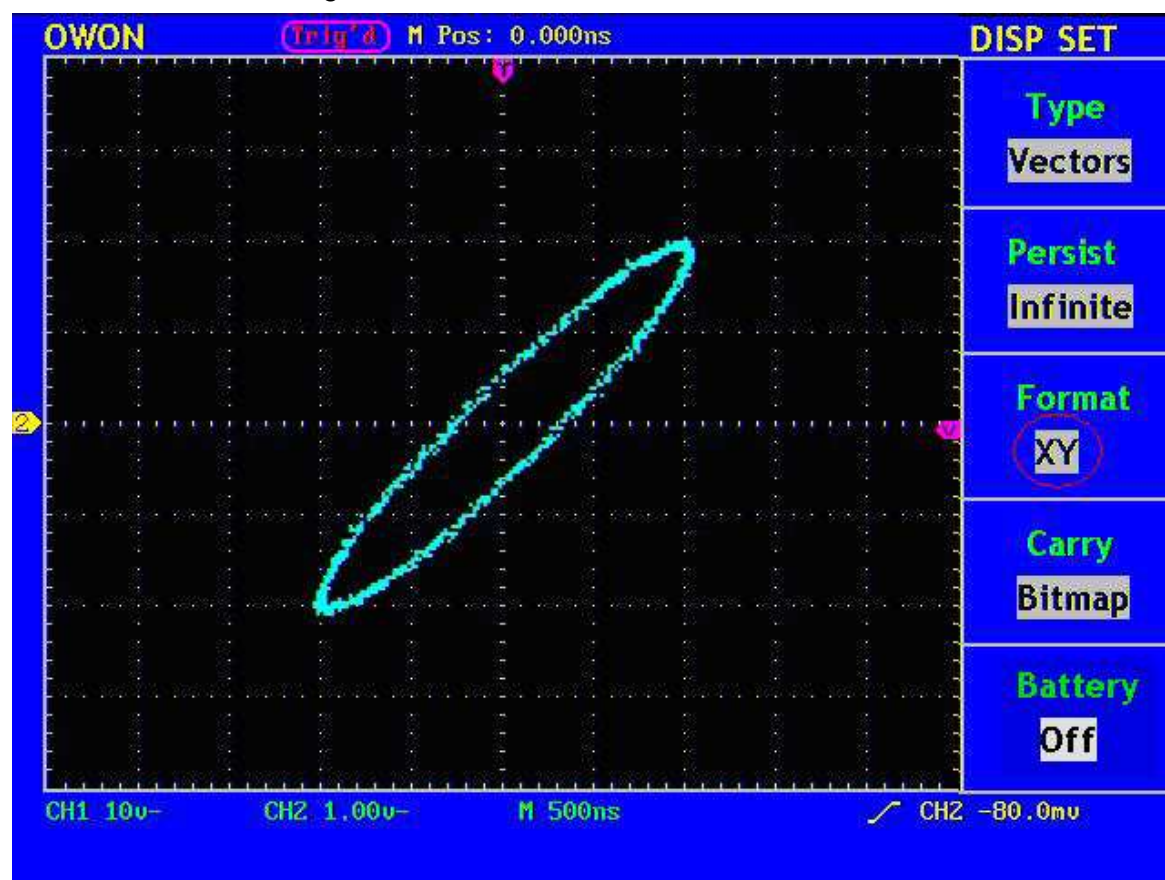 OWON Trig'd M Pos: 0.000ns DISP SET
T
Type
Vectors
Persist
Infinite
Format
XY
2
Carry
Bitmap
Battery
Off
CH1 10v- CH2 1.00v- M 500ns CH2 -80.0mv